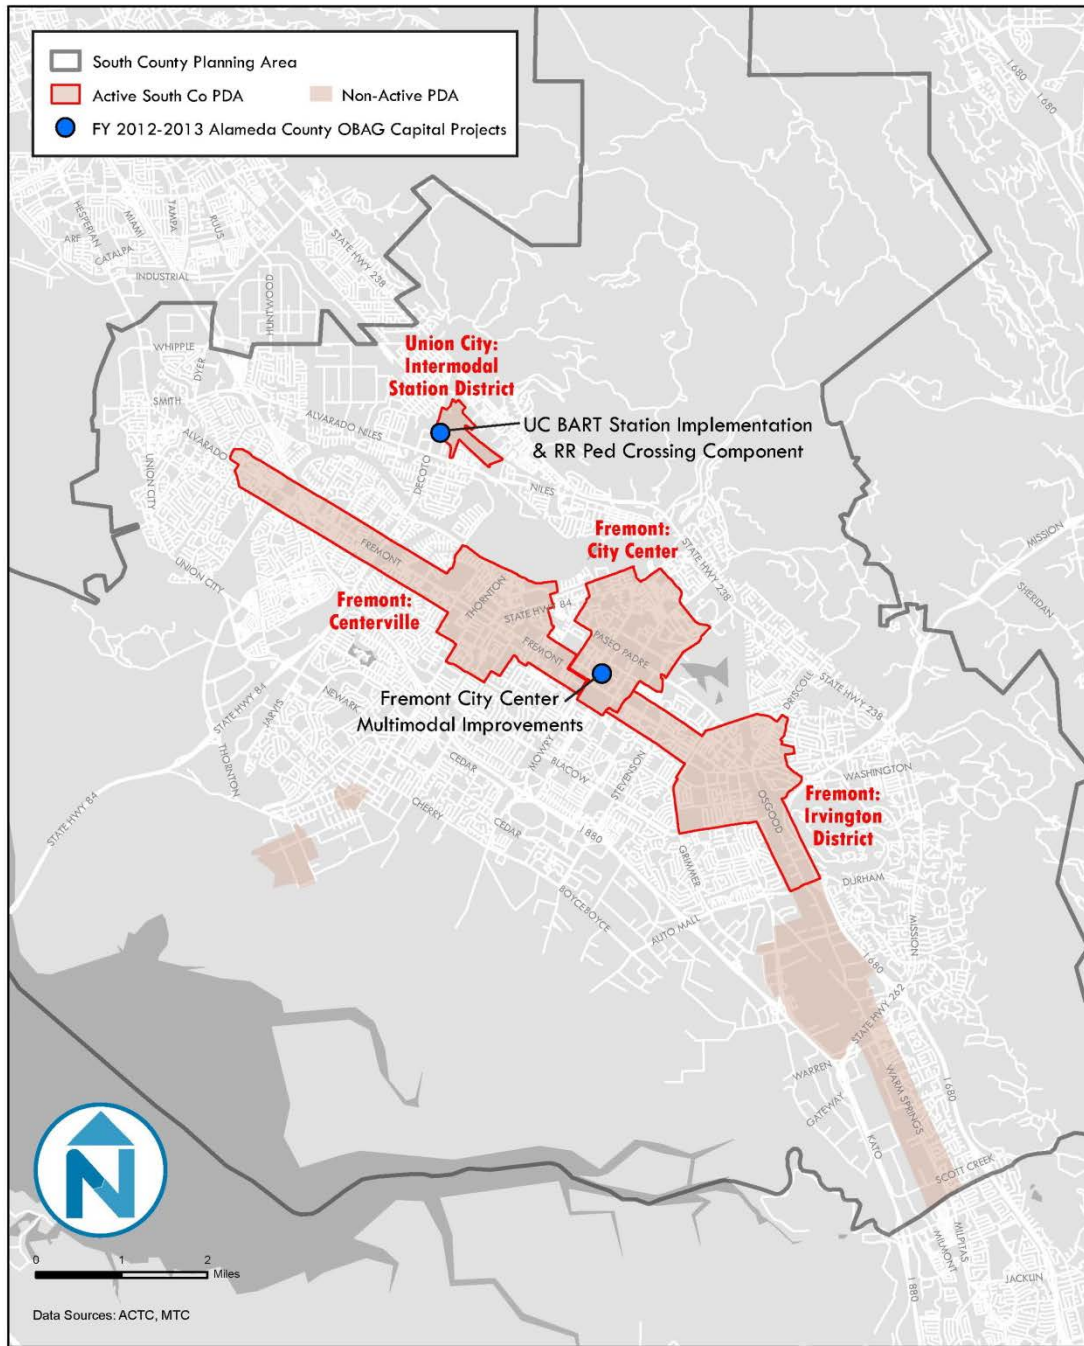 South County Planning Area
Active South Co PDA
Non-Active PDA
FY 2012-2013 Alameda County OBAG Capital Projects
I 680
I 680
HESPERIAN
MIAMI
TAMPA
RUUS
ARF
CATALPA
INDUSTRIAL
STATE HWY 238
HUNTWOOD
WHIPPLE
DYER
SMITH
ALVARADO NILES
ALVARADO
UNION CITY
DECOTO
Union City:
Intermodal
Station District
UC BART Station Implementation
& RR Ped Crossing Component
NILES
UNION CITY
FREMONT
THORNTON
STATE HWY 84
FREMONT
Fremont:
City Center
STATE HWY 238
MISSION
SHERIDAN
Fremont:
Centerville
PASEO PADRE
Fremont City Center
Multimodal Improvements
STATE HWY 84
JARVIS
NEWARK
THORNTON
STATE HWY 84
CEDAR
MOWRY
BLACOW
STEVENSON
CHERRY
CEDAR
I 880
DRISCOLL
STATE HWY 238
WASHINGTON
OSGOOD
Fremont:
Irvington
District
GRIMMER
DURHAM
BOYCE
BOYCE
AUTO MALL
MISSION
I 680
STATE HWY 262
WARREN
GATEWAY
WARM SPRINGS
I 680
KATO
SCOTT CREEK
MILPITAS
MILMONT
JACKLIN
I 880
N
0 1 2
Miles
Data Sources: ACTC, MTC